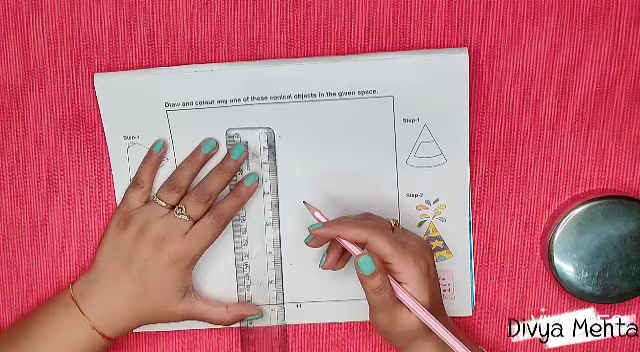 Draw and colour any one of these conical objects in the given space.
Step-1
Step-1
Step-2
11
Divya Mehta